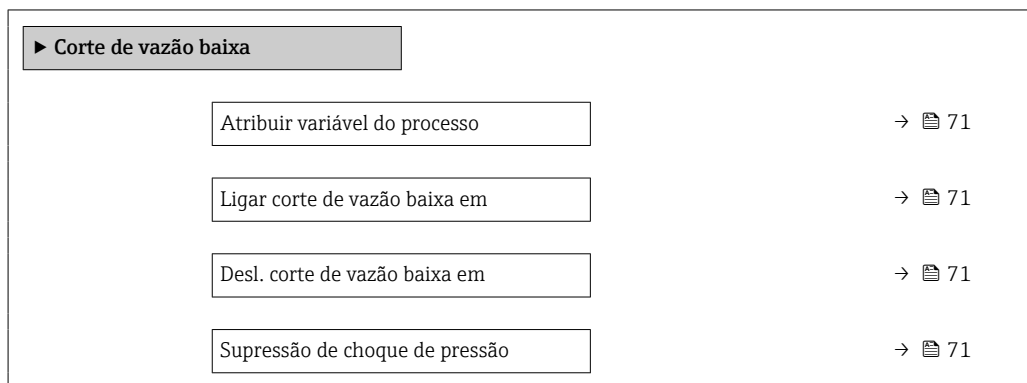 ▶ Corte de vazão baixa
Atribuir variável do processo → 71
Ligar corte de vazão baixa em → 71
Desl. corte de vazão baixa em → 71
Supressão de choque de pressão → 71